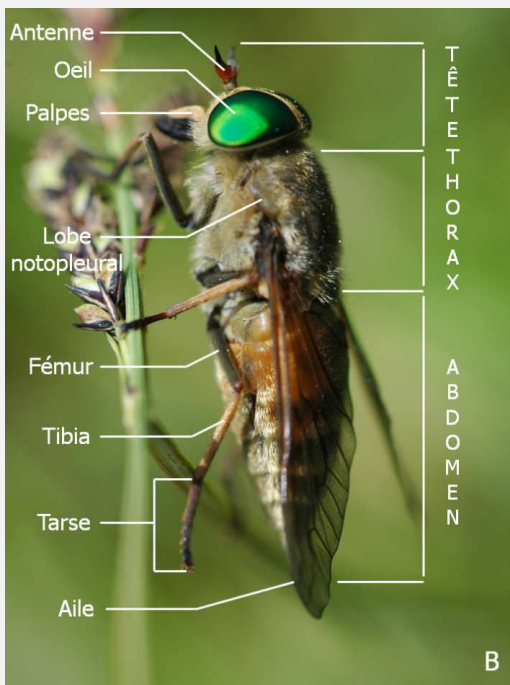 Antenne
Oeil
Palpes
Lobe
notopleural
Fémur
Tibia
Tarse
Aile
TÊTE
THORAX
ABDOMEN
B